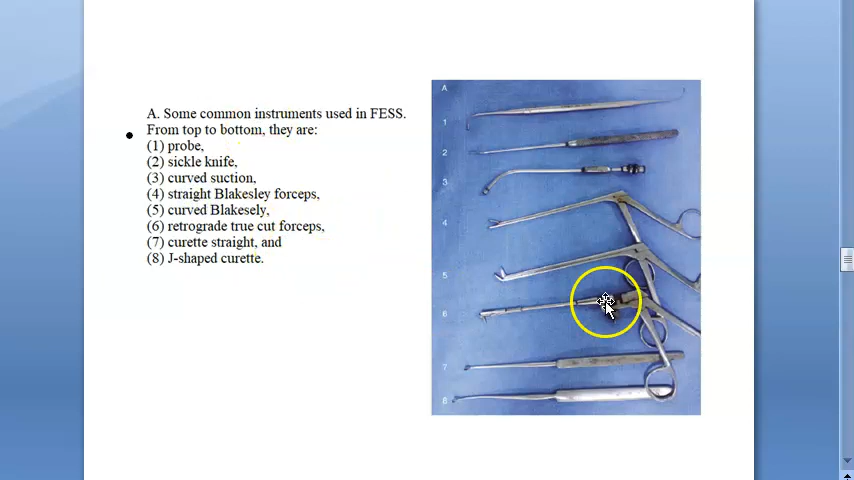 A. Some common instruments used in FESS.
From top to bottom, they are:
(1) probe,
(2) sickle knife,
(3) curved suction,
(4) straight Blakesley forceps,
(5) curved Blakesely,
(6) retrograde true cut forceps,
(7) curette straight, and
(8) J-shaped curette.
A
1
2
3
4
5
6
7
8